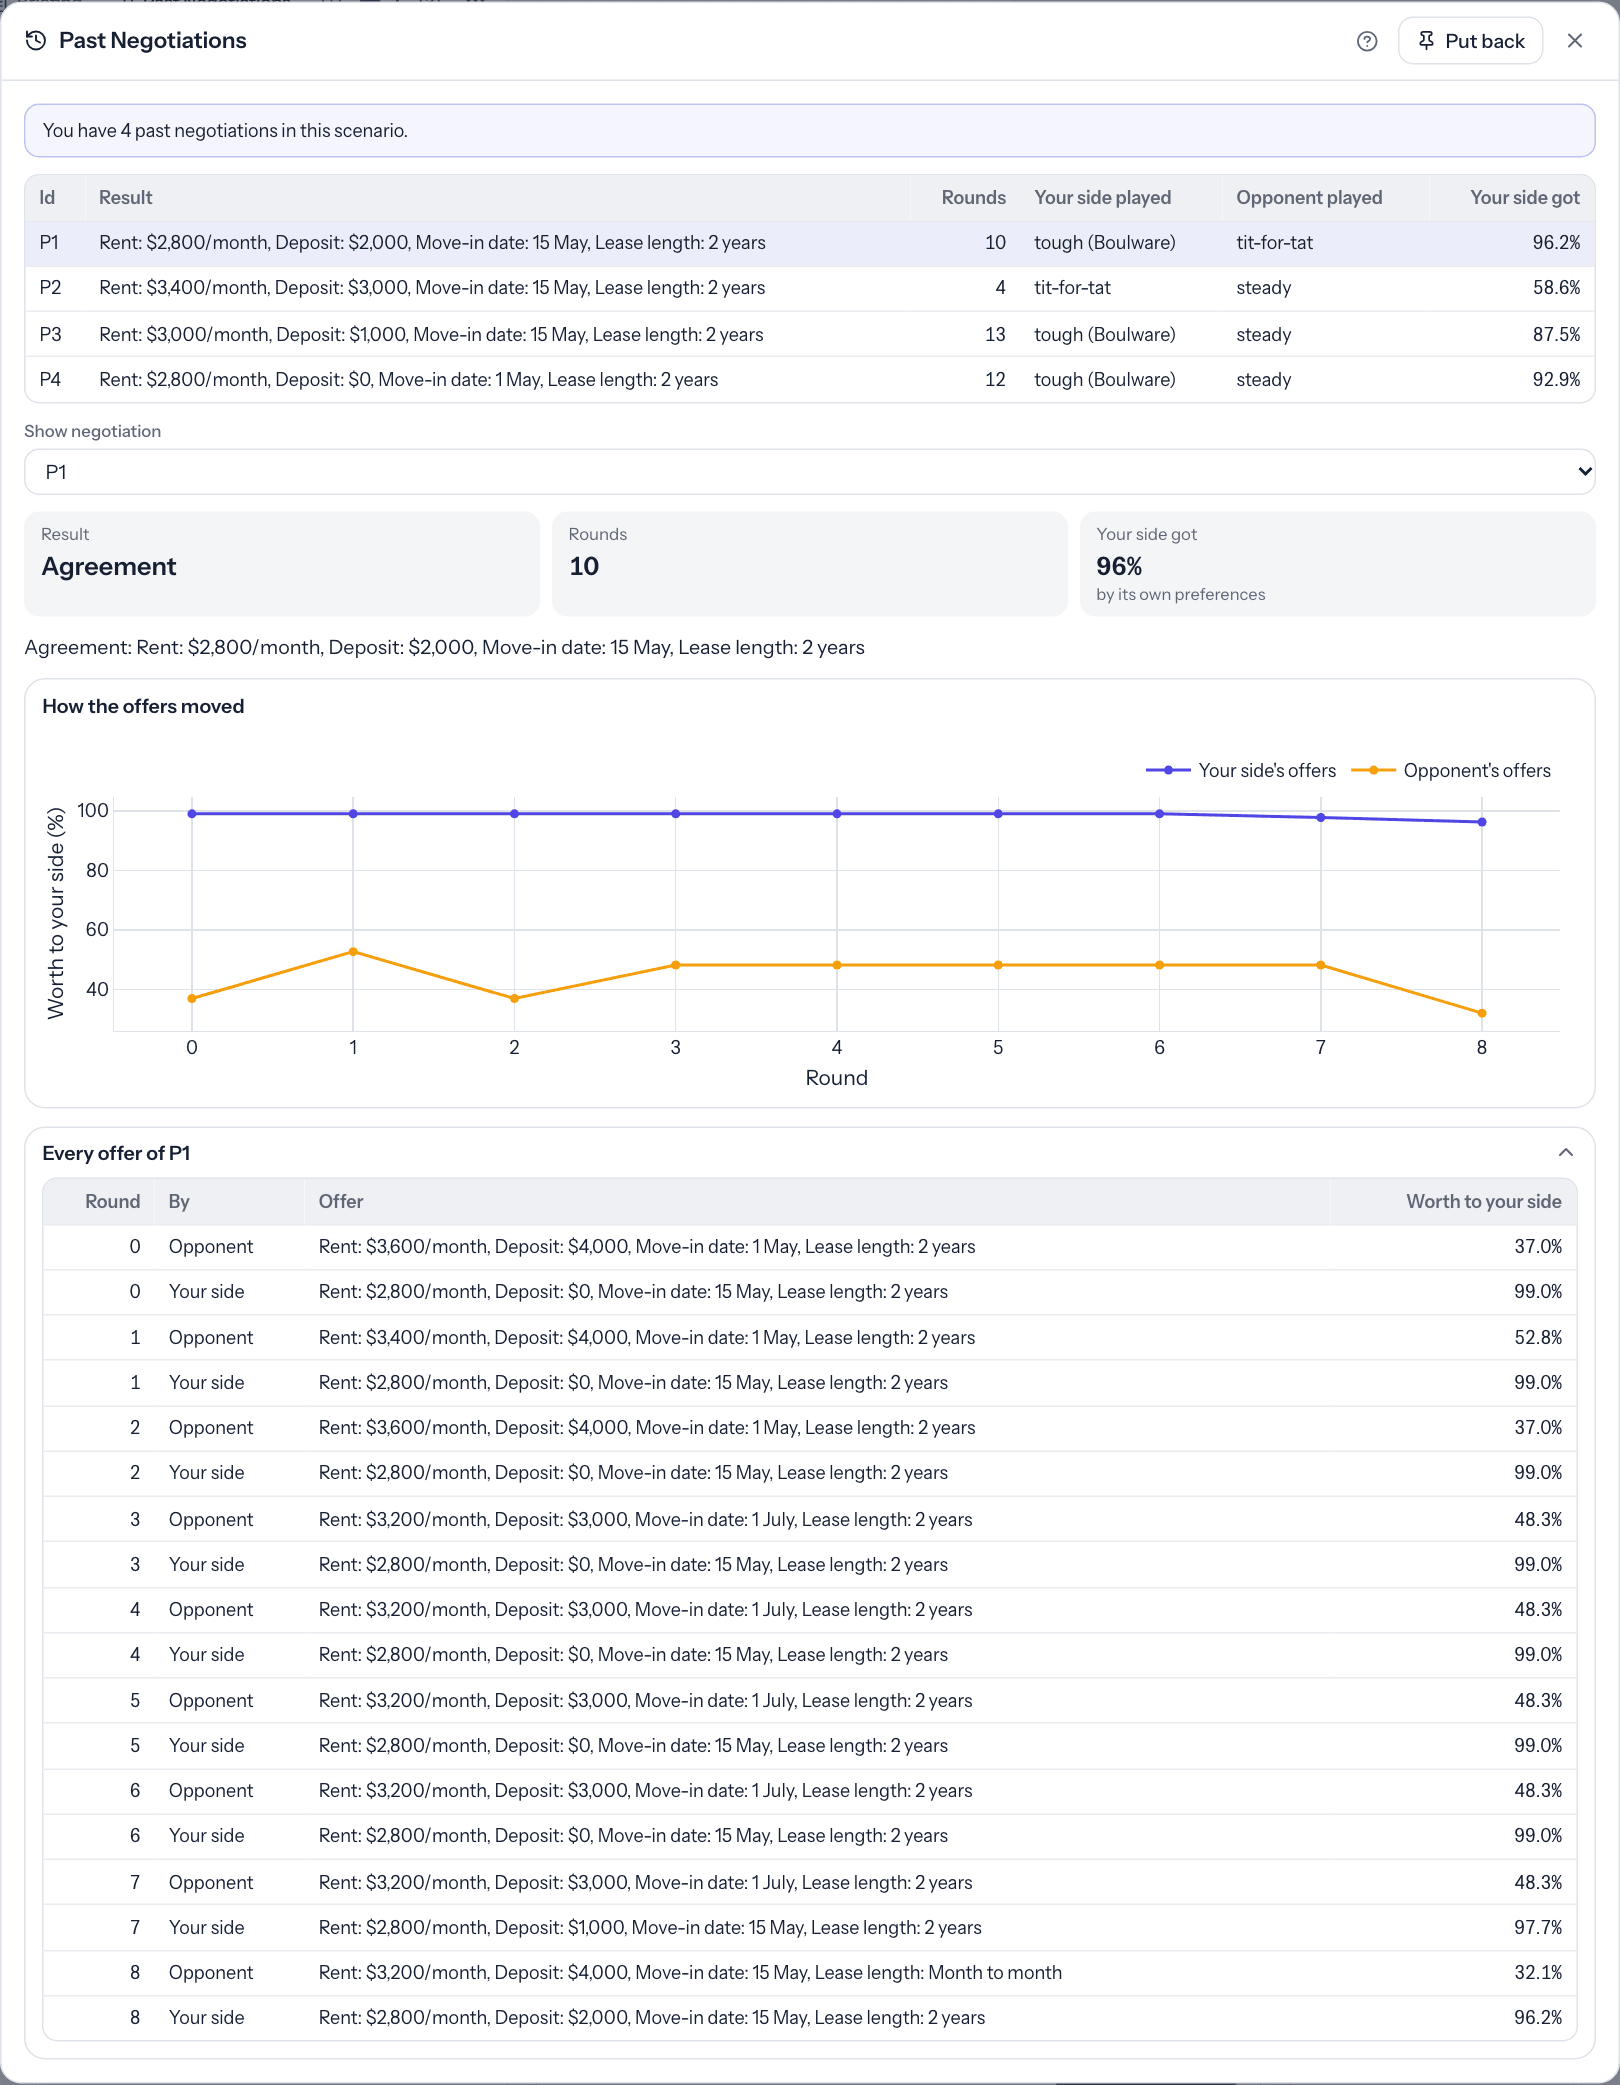 Past Negotiations
Put back
You have 4 past negotiations in this scenario.
Id Result Rounds Your side played Opponent played Your side got
P1 Rent: $2,800/month, Deposit: $2,000, Move-in date: 15 May, Lease length: 2 years 10 tough (Boulware) tit-for-tat 96.2%
P2 Rent: $3,400/month, Deposit: $3,000, Move-in date: 15 May, Lease length: 2 years 4 tit-for-tat steady 58.6%
P3 Rent: $3,000/month, Deposit: $1,000, Move-in date: 15 May, Lease length: 2 years 13 tough (Boulware) steady 87.5%
P4 Rent: $2,800/month, Deposit: $0, Move-in date: 1 May, Lease length: 2 years 12 tough (Boulware) steady 92.9%
Show negotiation
P1
Result Rounds Your side got
Agreement 10 96%
by its own preferences
Agreement: Rent: $2,800/month, Deposit: $2,000, Move-in date: 15 May, Lease length: 2 years
How the offers moved
Your side's offers Opponent's offers
Worth to your side (%)
100
80
60
40
0 1 2 3 4 5 6 7 8
Round
Every offer of P1
Round By Offer Worth to your side
0 Opponent Rent: $3,600/month, Deposit: $4,000, Move-in date: 1 May, Lease length: 2 years 37.0%
0 Your side Rent: $2,800/month, Deposit: $0, Move-in date: 15 May, Lease length: 2 years 99.0%
1 Opponent Rent: $3,400/month, Deposit: $4,000, Move-in date: 1 May, Lease length: 2 years 52.8%
1 Your side Rent: $2,800/month, Deposit: $0, Move-in date: 15 May, Lease length: 2 years 99.0%
2 Opponent Rent: $3,600/month, Deposit: $4,000, Move-in date: 1 May, Lease length: 2 years 37.0%
2 Your side Rent: $2,800/month, Deposit: $0, Move-in date: 15 May, Lease length: 2 years 99.0%
3 Opponent Rent: $3,200/month, Deposit: $3,000, Move-in date: 1 July, Lease length: 2 years 48.3%
3 Your side Rent: $2,800/month, Deposit: $0, Move-in date: 15 May, Lease length: 2 years 99.0%
4 Opponent Rent: $3,200/month, Deposit: $3,000, Move-in date: 1 July, Lease length: 2 years 48.3%
4 Your side Rent: $2,800/month, Deposit: $0, Move-in date: 15 May, Lease length: 2 years 99.0%
5 Opponent Rent: $3,200/month, Deposit: $3,000, Move-in date: 1 July, Lease length: 2 years 48.3%
5 Your side Rent: $2,800/month, Deposit: $0, Move-in date: 15 May, Lease length: 2 years 99.0%
6 Opponent Rent: $3,200/month, Deposit: $3,000, Move-in date: 1 July, Lease length: 2 years 48.3%
6 Your side Rent: $2,800/month, Deposit: $0, Move-in date: 15 May, Lease length: 2 years 99.0%
7 Opponent Rent: $3,200/month, Deposit: $3,000, Move-in date: 1 July, Lease length: 2 years 48.3%
7 Your side Rent: $2,800/month, Deposit: $1,000, Move-in date: 15 May, Lease length: 2 years 97.7%
8 Opponent Rent: $3,200/month, Deposit: $4,000, Move-in date: 15 May, Lease length: Month to month 32.1%
8 Your side Rent: $2,800/month, Deposit: $2,000, Move-in date: 15 May, Lease length: 2 years 96.2%